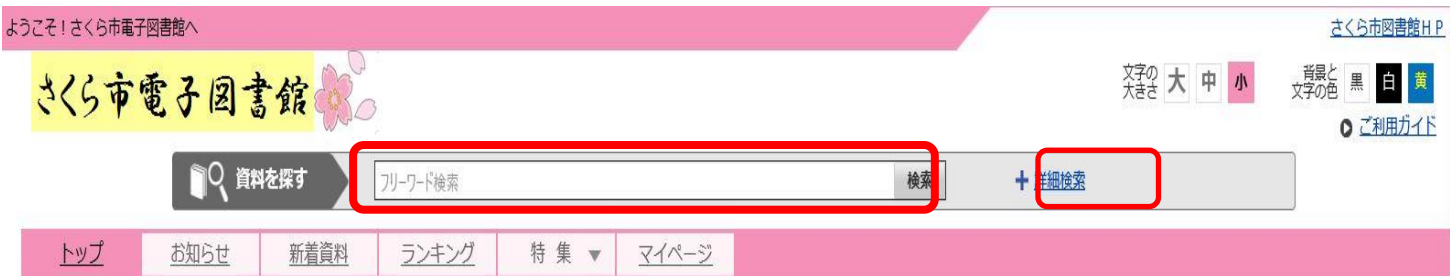 ようこそ！さくら市電子図書館へ
さくら市図書館ＨＰ
さくら市電子図書館
文字の大きさ 大 中 小
背景と文字の色 黒 白 黄
ご利用ガイド
資料を探す フリーワード検索 検索 + 詳細検索
トップ お知らせ 新着資料 ランキング 特集 ▼ マイページ